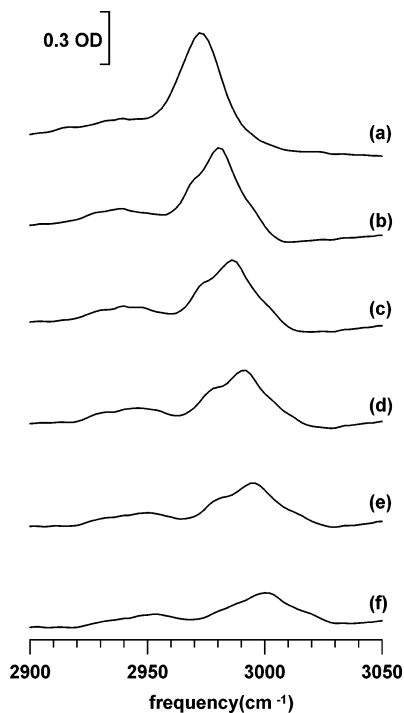 0.3 OD
(a)
(b)
(c)
(d)
(e)
(f)
2900 2950 3000 3050
frequency(cm -1)